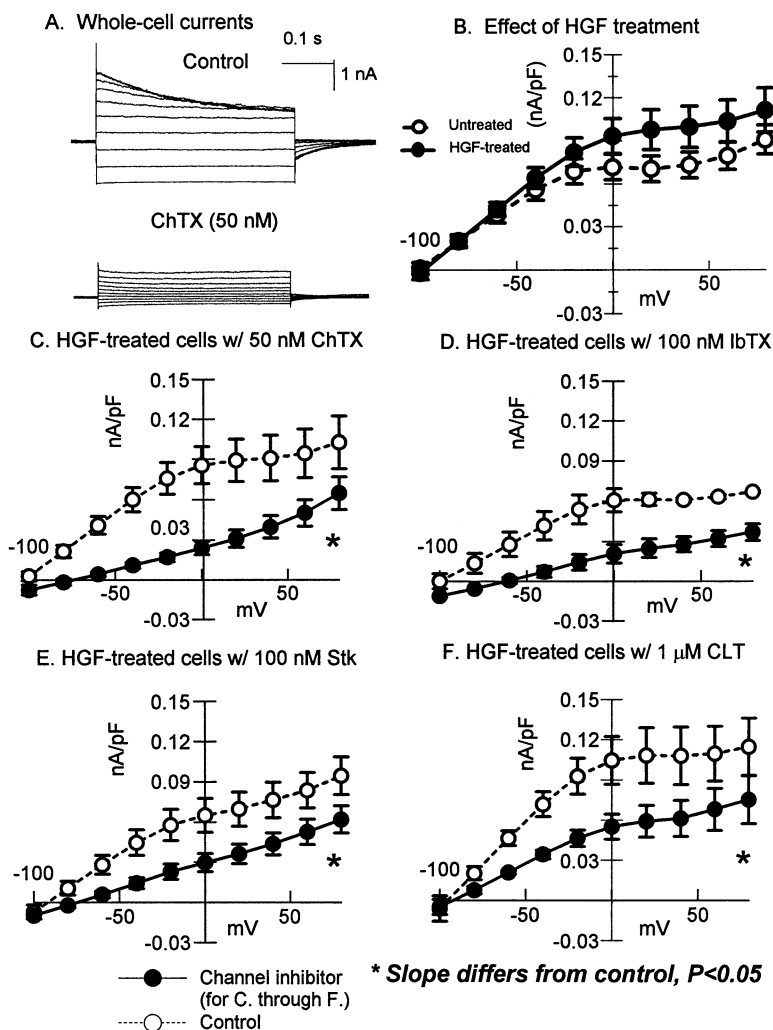 A. Whole-cell currents
0.1 s
Control
1 nA
ChTX (50 nM)
B. Effect of HGF treatment
(nA/pF)
0.12
Untreated
HGF-treated
0.03
-100
-50
50
mV
-0.03
C. HGF-treated cells w/ 50 nM ChTX
0.15
nA/pF
0.12
0.03
-100
-50
50
mV
-0.03
*
D. HGF-treated cells w/ 100 nM IbTX
0.15
nA/pF
0.09
-100
-50
50
mV
-0.03
*
E. HGF-treated cells w/ 100 nM Stk
0.15
nA/pF
0.09
-100
-50
50
mV
-0.03
*
F. HGF-treated cells w/ 1 μM CLT
0.15
nA/pF
0.12
0.03
-100
-50
50
mV
-0.03
*
Channel inhibitor
(for C. through F.)
Control
* Slope differs from control, P<0.05